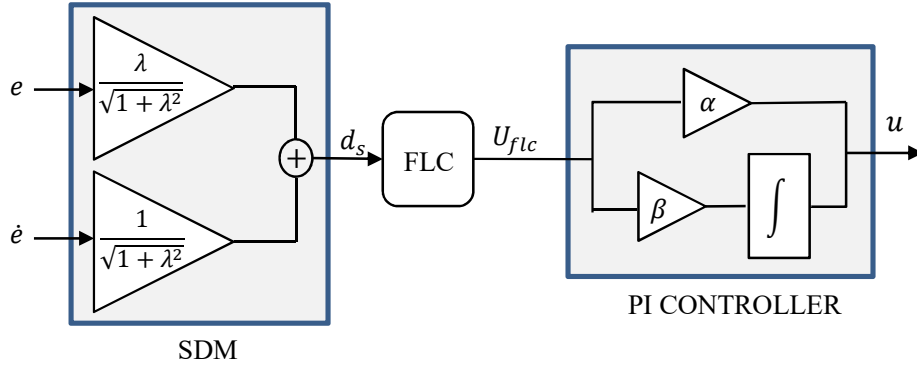 e
λ
√1 + λ²
ė
1
√1 + λ²
+
d_s
FLC
U_flc
α
β
∫
u
SDM
PI CONTROLLER